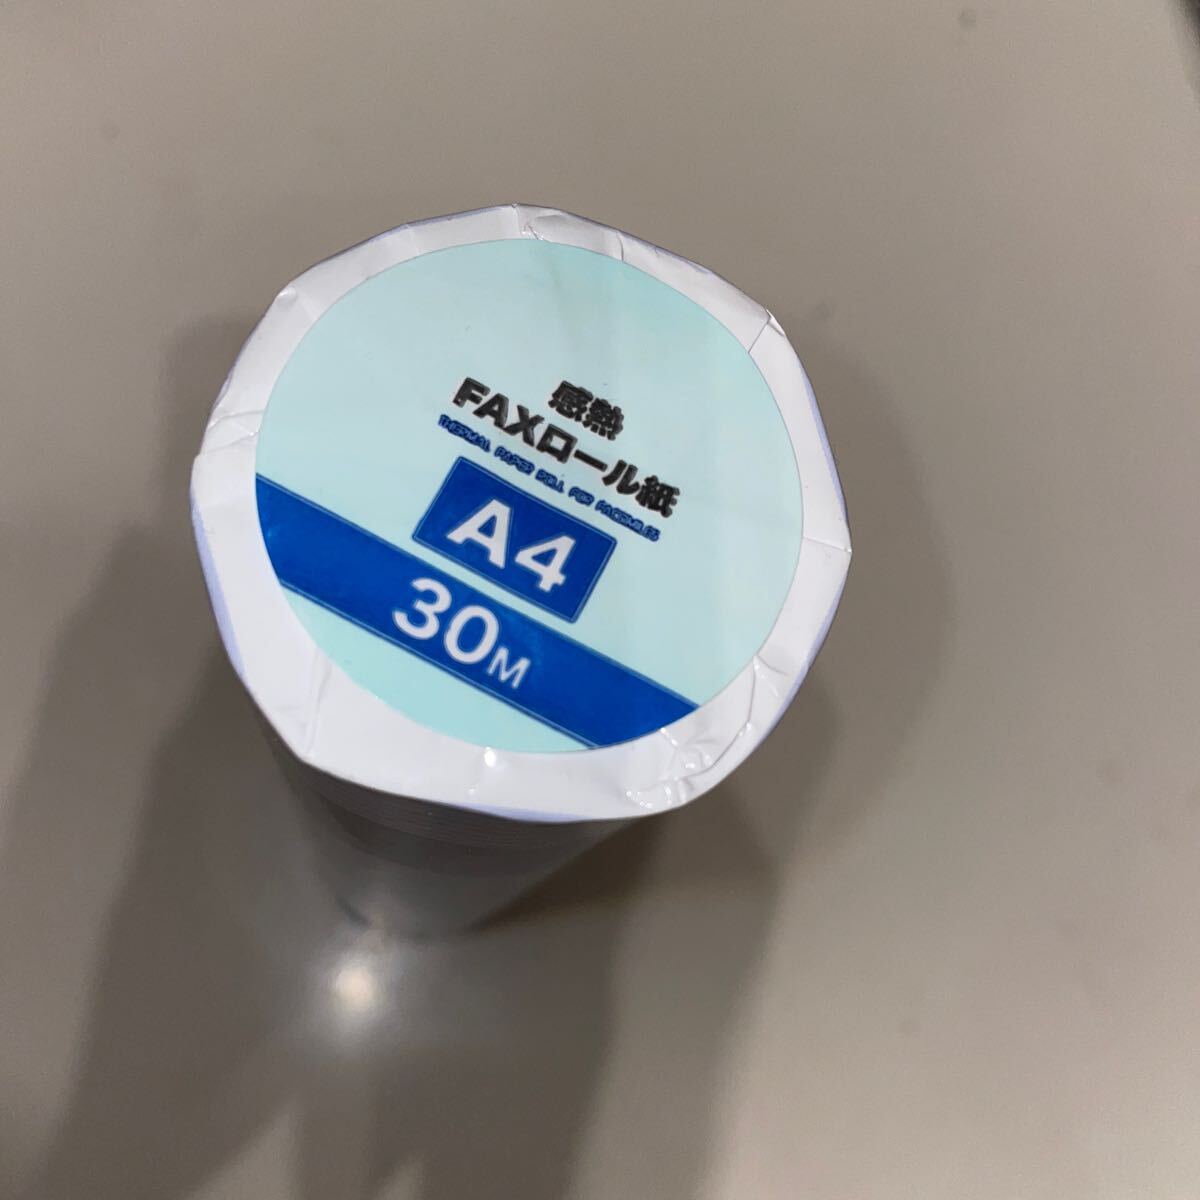 感熱
FAXロール紙
THERMAL PAPER ROLL FOR FACSIMILES
A4
30M